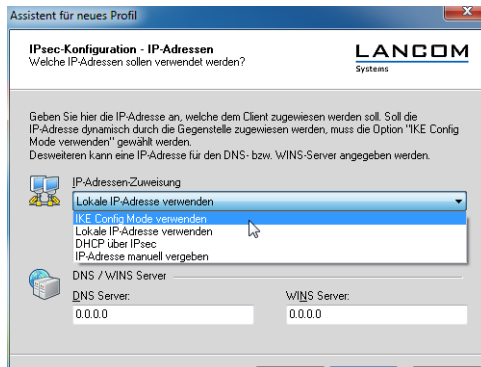 Assistent für neues Profil
IPsec-Konfiguration - IP-Adressen
Welche IP-Adressen sollen verwendet werden?
LANCOM
Systems
Geben Sie hier die IP-Adresse an, welche dem Client zugewiesen werden soll. Soll die
IP-Adresse dynamisch durch die Gegenstelle zugewiesen werden, muss die Option "IKE Config
Mode verwenden" gewählt werden.
Desweiteren kann eine IP-Adresse für den DNS- bzw. WINS-Server angegeben werden.
IP-Adressen-Zuweisung
Lokale IP-Adresse verwenden
IKE Config Mode verwenden
Lokale IP-Adresse verwenden
DHCP über IPsec
IP-Adresse manuell vergeben
DNS / WINS Server
DNS Server:
WINS Server:
0.0.0.0
0.0.0.0